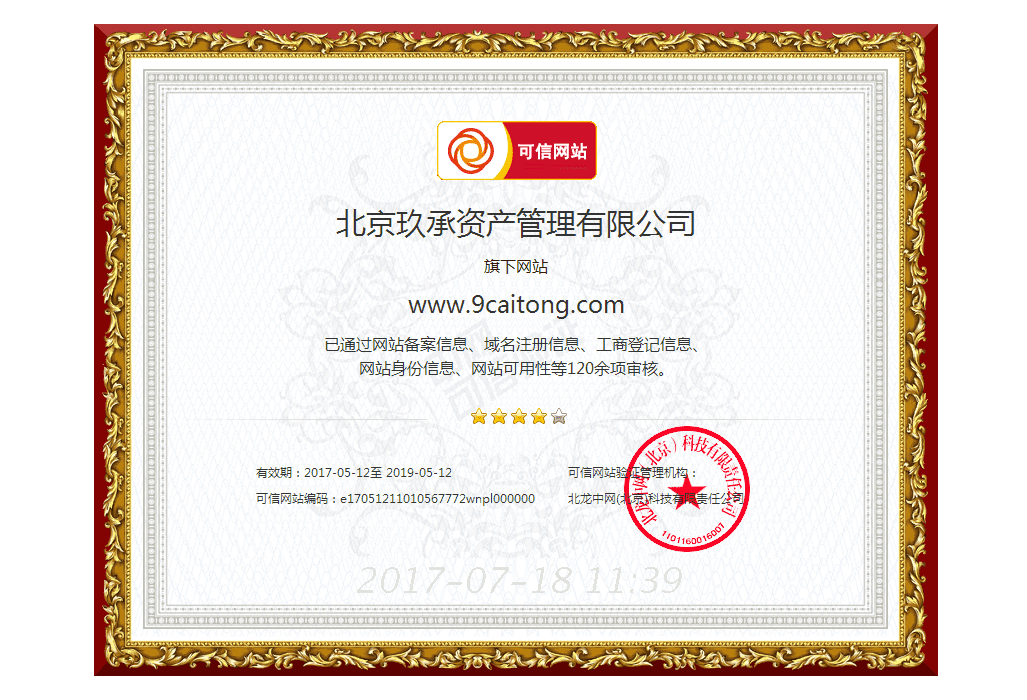 可信网站
北京玖承资产管理有限公司
旗下网站
www.9caitong.com
已通过网站备案信息、域名注册信息、工商登记信息、
网站身份信息、网站可用性等120余项审核。
有效期：2017-05-12至 2019-05-12
可信网站验证管理机构：
可信网站编码：e17051211010567772wnpl000000
北龙中网(北京)科技有限责任公司
北龙中网（北京）科技有限责任公司
1101160016007
2017-07-18 11:39